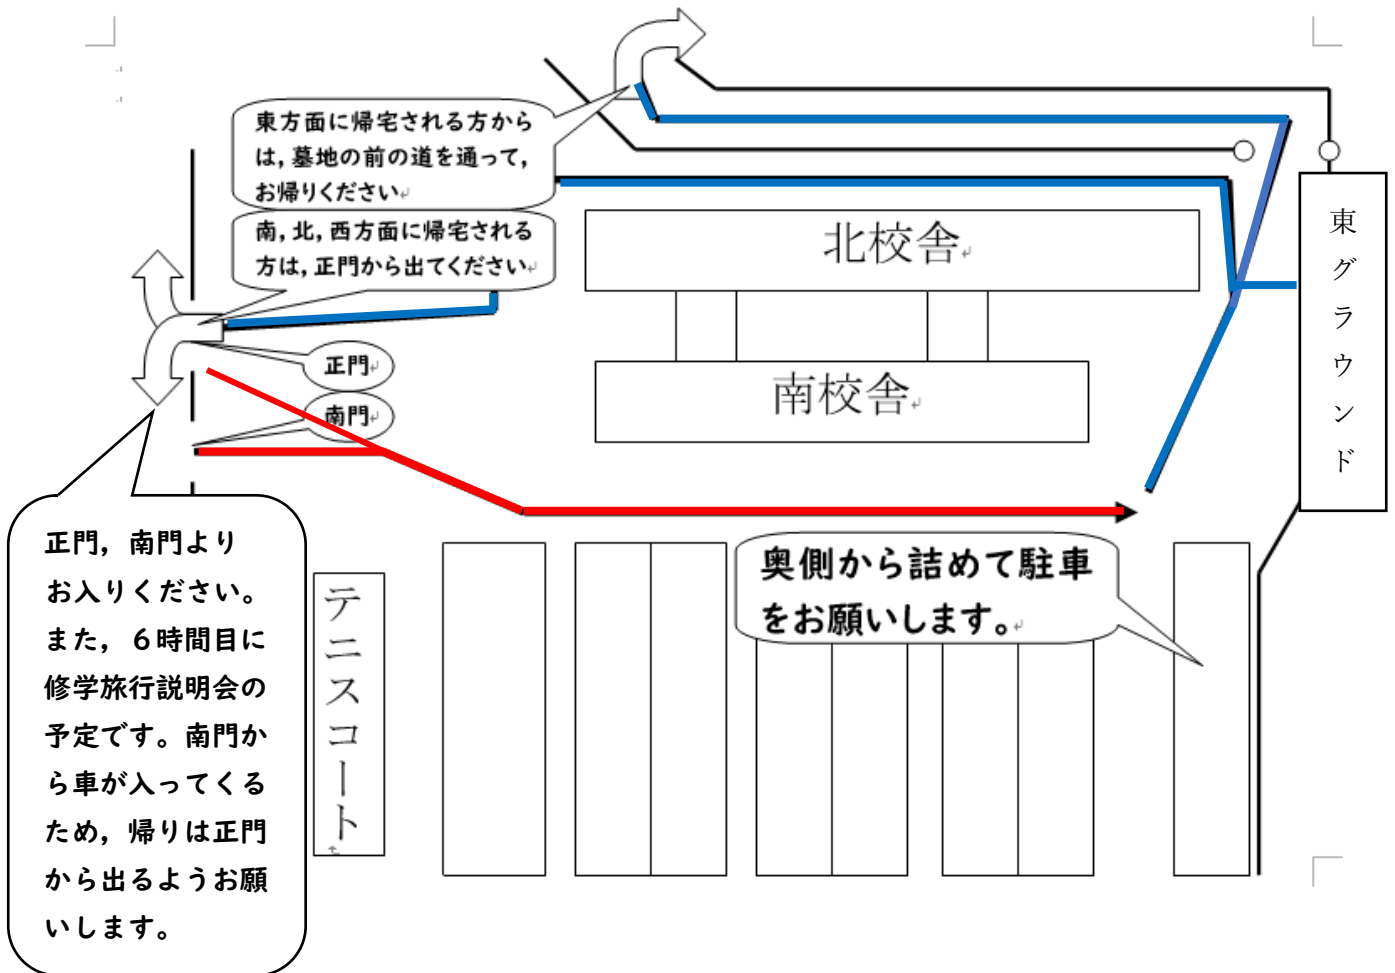 東方面に帰宅される方から
は,墓地の前の道を通って,
お帰りください
南,北,西方面に帰宅される
方は,正門から出てください
正門
南門
北校舎
南校舎
東グラウンド
正門，南門より
お入りください。
また，６時間目に
修学旅行説明会の
予定です。南門か
ら車が入ってくる
ため，帰りは正門
から出るようお願
いします。
テニスコート
奥側から詰めて駐車
をお願いします。